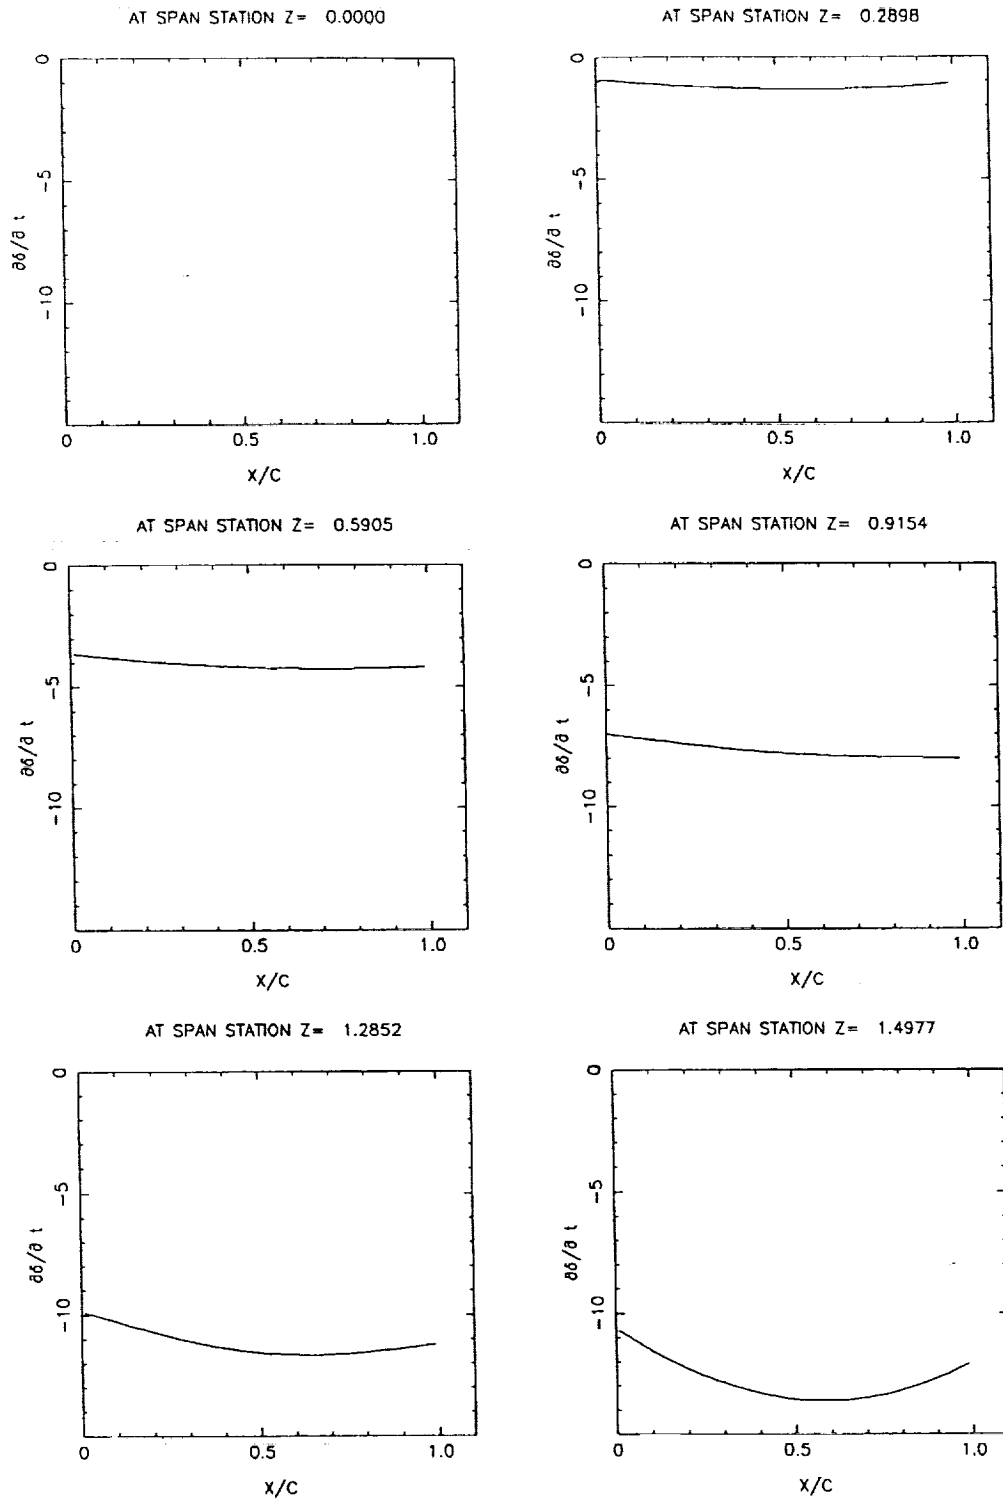 AT SPAN STATION Z= 0.0000
0
-5
-10
∂δ/∂ t
0 0.5 1.0
X/C
AT SPAN STATION Z= 0.2898
0
-5
-10
∂δ/∂ t
0 0.5 1.0
X/C
AT SPAN STATION Z= 0.5905
0
-5
-10
∂δ/∂ t
0 0.5 1.0
X/C
AT SPAN STATION Z= 0.9154
0
-5
-10
∂δ/∂ t
0 0.5 1.0
X/C
AT SPAN STATION Z= 1.2852
0
-5
-10
∂δ/∂ t
0 0.5 1.0
X/C
AT SPAN STATION Z= 1.4977
0
-5
-10
∂δ/∂ t
0 0.5 1.0
X/C